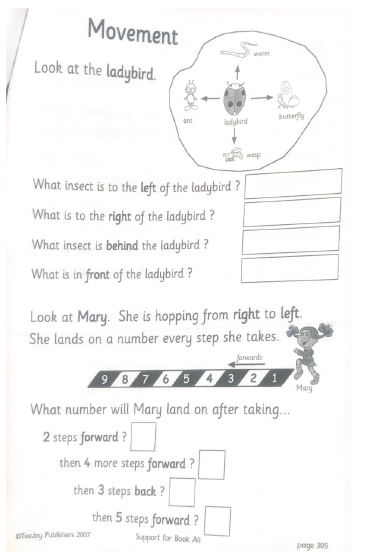 Movement
Look at the ladybird.
worm
ant
ladybird
butterfly
wasp
What insect is to the left of the ladybird ?
What is to the right of the ladybird ?
What insect is behind the ladybird ?
What is in front of the ladybird ?
Look at Mary. She is hopping from right to left.
She lands on a number every step she takes.
forwards
9 8 7 6 5 4 3 2 1
Mary
What number will Mary land on after taking...
2 steps forward ?
then 4 more steps forward ?
then 3 steps back ?
then 5 steps forward ?
©TeeJay Publishers 2007
Support for Book A11
page 305